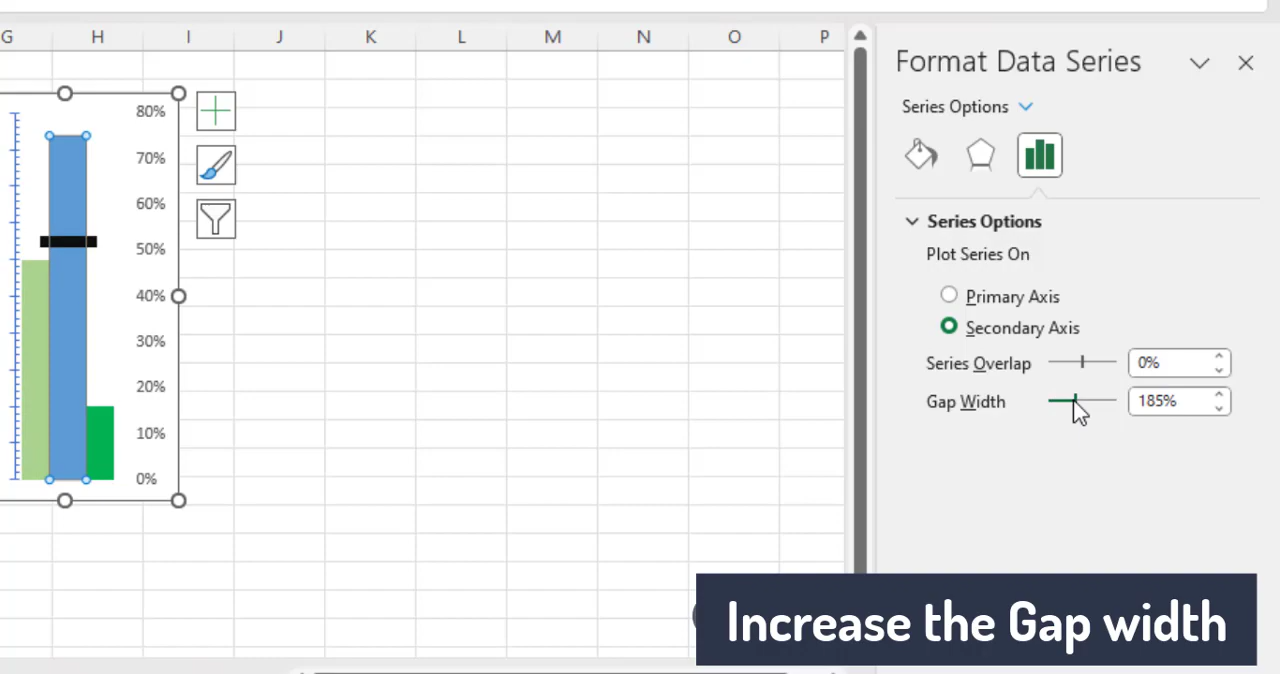 G H I J K L M N O P
80%
70%
60%
50%
40%
30%
20%
10%
0%
Format Data Series
Series Options
Series Options
Plot Series On
Primary Axis
Secondary Axis
Series Overlap 0%
Gap Width 185%
Increase the Gap width